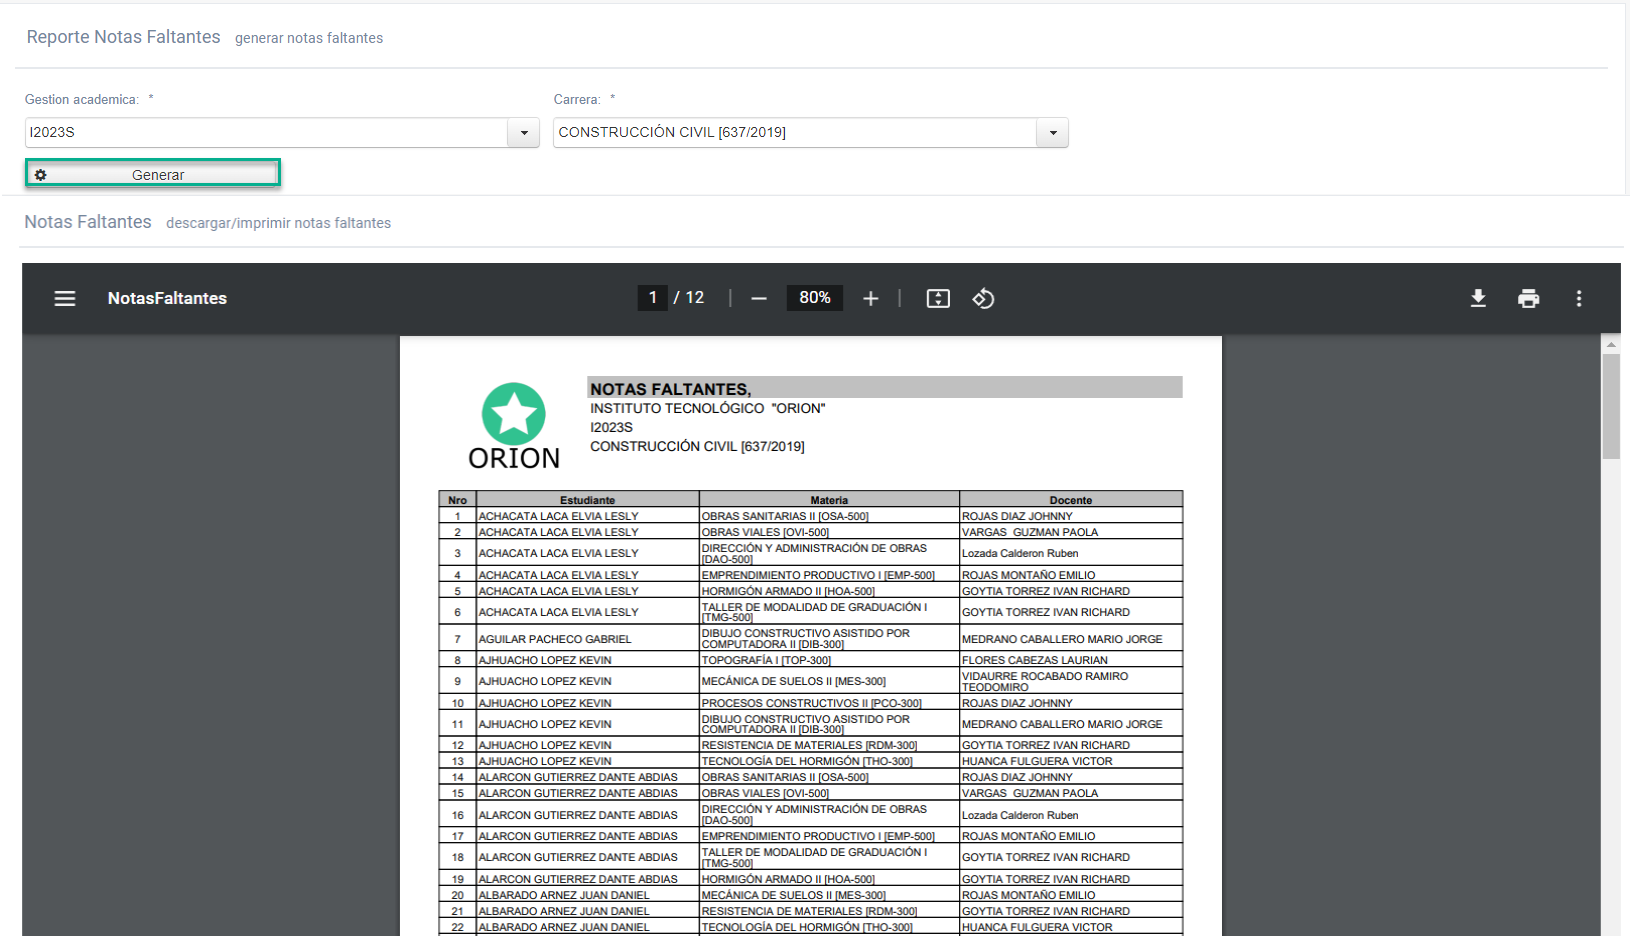 Reporte Notas Faltantes generar notas faltantes
Gestion academica: * Carrera: *
I2023S CONSTRUCCIÓN CIVIL [637/2019]
Generar
Notas Faltantes descargar/imprimir notas faltantes
NotasFaltantes 1 / 12 | — 80% + |
NOTAS FALTANTES,
INSTITUTO TECNOLÓGICO "ORION"
I2023S
CONSTRUCCIÓN CIVIL [637/2019]
ORION
Nro Estudiante Materia Docente
1 ACHACATA LACA ELVIA LESLY OBRAS SANITARIAS II [OSA-500] ROJAS DIAZ JOHNNY
2 ACHACATA LACA ELVIA LESLY OBRAS VIALES [OVI-500] VARGAS GUZMAN PAOLA
3 ACHACATA LACA ELVIA LESLY DIRECCIÓN Y ADMINISTRACIÓN DE OBRAS
[DAO-500] Lozada Calderon Ruben
4 ACHACATA LACA ELVIA LESLY EMPRENDIMIENTO PRODUCTIVO I [EMP-500] ROJAS MONTAÑO EMILIO
5 ACHACATA LACA ELVIA LESLY HORMIGÓN ARMADO II [HOA-500] GOYTIA TORREZ IVAN RICHARD
6 ACHACATA LACA ELVIA LESLY TALLER DE MODALIDAD DE GRADUACIÓN I
[TMG-500] GOYTIA TORREZ IVAN RICHARD
7 AGUILAR PACHECO GABRIEL DIBUJO CONSTRUCTIVO ASISTIDO POR
COMPUTADORA II [DIB-300] MEDRANO CABALLERO MARIO JORGE
8 AJHUACHO LOPEZ KEVIN TOPOGRAFÍA I [TOP-300] FLORES CABEZAS LAURIAN
9 AJHUACHO LOPEZ KEVIN MECÁNICA DE SUELOS II [MES-300] VIDAURRE ROCABADO RAMIRO
TEODOMIRO
10 AJHUACHO LOPEZ KEVIN PROCESOS CONSTRUCTIVOS II [PCO-300] ROJAS DIAZ JOHNNY
11 AJHUACHO LOPEZ KEVIN DIBUJO CONSTRUCTIVO ASISTIDO POR
COMPUTADORA II [DIB-300] MEDRANO CABALLERO MARIO JORGE
12 AJHUACHO LOPEZ KEVIN RESISTENCIA DE MATERIALES [RDM-300] GOYTIA TORREZ IVAN RICHARD
13 AJHUACHO LOPEZ KEVIN TECNOLOGÍA DEL HORMIGÓN [THO-300] HUANCA FULGUERA VICTOR
14 ALARCON GUTIERREZ DANTE ABDIAS OBRAS SANITARIAS II [OSA-500] ROJAS DIAZ JOHNNY
15 ALARCON GUTIERREZ DANTE ABDIAS OBRAS VIALES [OVI-500] VARGAS GUZMAN PAOLA
16 ALARCON GUTIERREZ DANTE ABDIAS DIRECCIÓN Y ADMINISTRACIÓN DE OBRAS
[DAO-500] Lozada Calderon Ruben
17 ALARCON GUTIERREZ DANTE ABDIAS EMPRENDIMIENTO PRODUCTIVO I [EMP-500] ROJAS MONTAÑO EMILIO
18 ALARCON GUTIERREZ DANTE ABDIAS TALLER DE MODALIDAD DE GRADUACIÓN I
[TMG-500] GOYTIA TORREZ IVAN RICHARD
19 ALARCON GUTIERREZ DANTE ABDIAS HORMIGÓN ARMADO II [HOA-500] GOYTIA TORREZ IVAN RICHARD
20 ALBARADO ARNEZ JUAN DANIEL MECÁNICA DE SUELOS II [MES-300] ROJAS MONTAÑO EMILIO
21 ALBARADO ARNEZ JUAN DANIEL RESISTENCIA DE MATERIALES [RDM-300] GOYTIA TORREZ IVAN RICHARD
22 ALBARADO ARNEZ JUAN DANIEL TECNOLOGÍA DEL HORMIGÓN [THO-300] HUANCA FULGUERA VICTOR